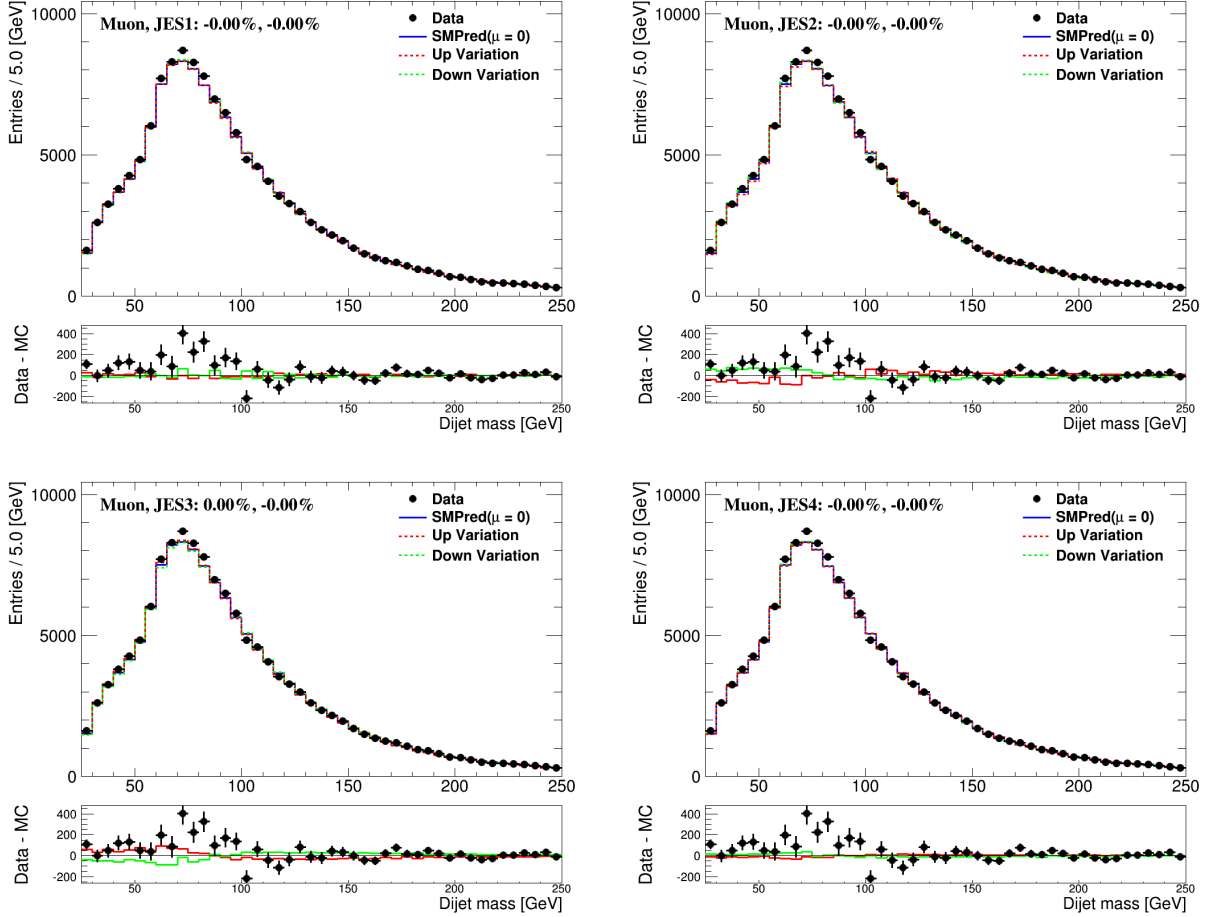 Muon, JES1: -0.00%, -0.00%
Data
SMPred(μ = 0)
Up Variation
Down Variation
Entries / 5.0 [GeV]
10000
5000
0
50 100 150 200 250
Data - MC
400
200
0
-200
50 100 150 200 250
Dijet mass [GeV]
Muon, JES2: -0.00%, -0.00%
Data
SMPred(μ = 0)
Up Variation
Down Variation
Entries / 5.0 [GeV]
10000
5000
0
50 100 150 200 250
Data - MC
400
200
0
-200
50 100 150 200 250
Dijet mass [GeV]
Muon, JES3: 0.00%, -0.00%
Data
SMPred(μ = 0)
Up Variation
Down Variation
Entries / 5.0 [GeV]
10000
5000
0
50 100 150 200 250
Data - MC
400
200
0
-200
50 100 150 200 250
Dijet mass [GeV]
Muon, JES4: -0.00%, -0.00%
Data
SMPred(μ = 0)
Up Variation
Down Variation
Entries / 5.0 [GeV]
10000
5000
0
50 100 150 200 250
Data - MC
400
200
0
-200
50 100 150 200 250
Dijet mass [GeV]